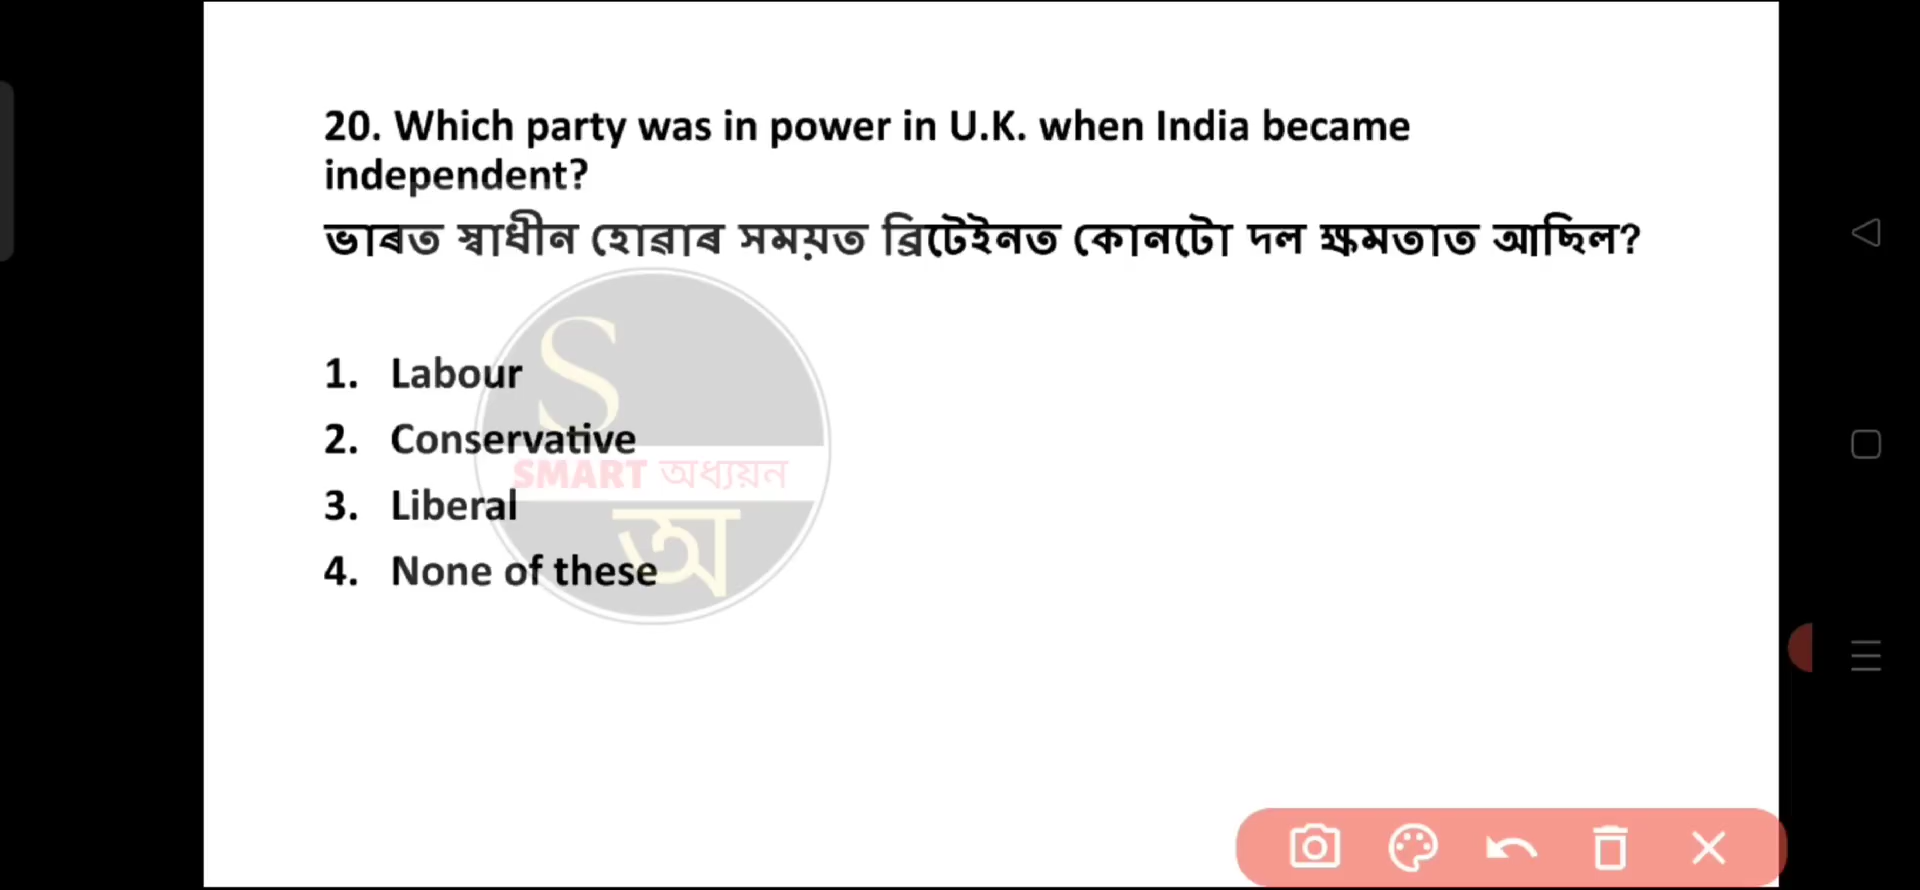 20. Which party was in power in U.K. when India became
independent?
ভাৰত স্বাধীন হোৱাৰ সময়ত ব্ৰিটেইনত কোনটো দল ক্ষমতাত আছিল?
1. Labour
2. Conservative
3. Liberal
4. None of these
S
SMART অধ্যয়ন
অ